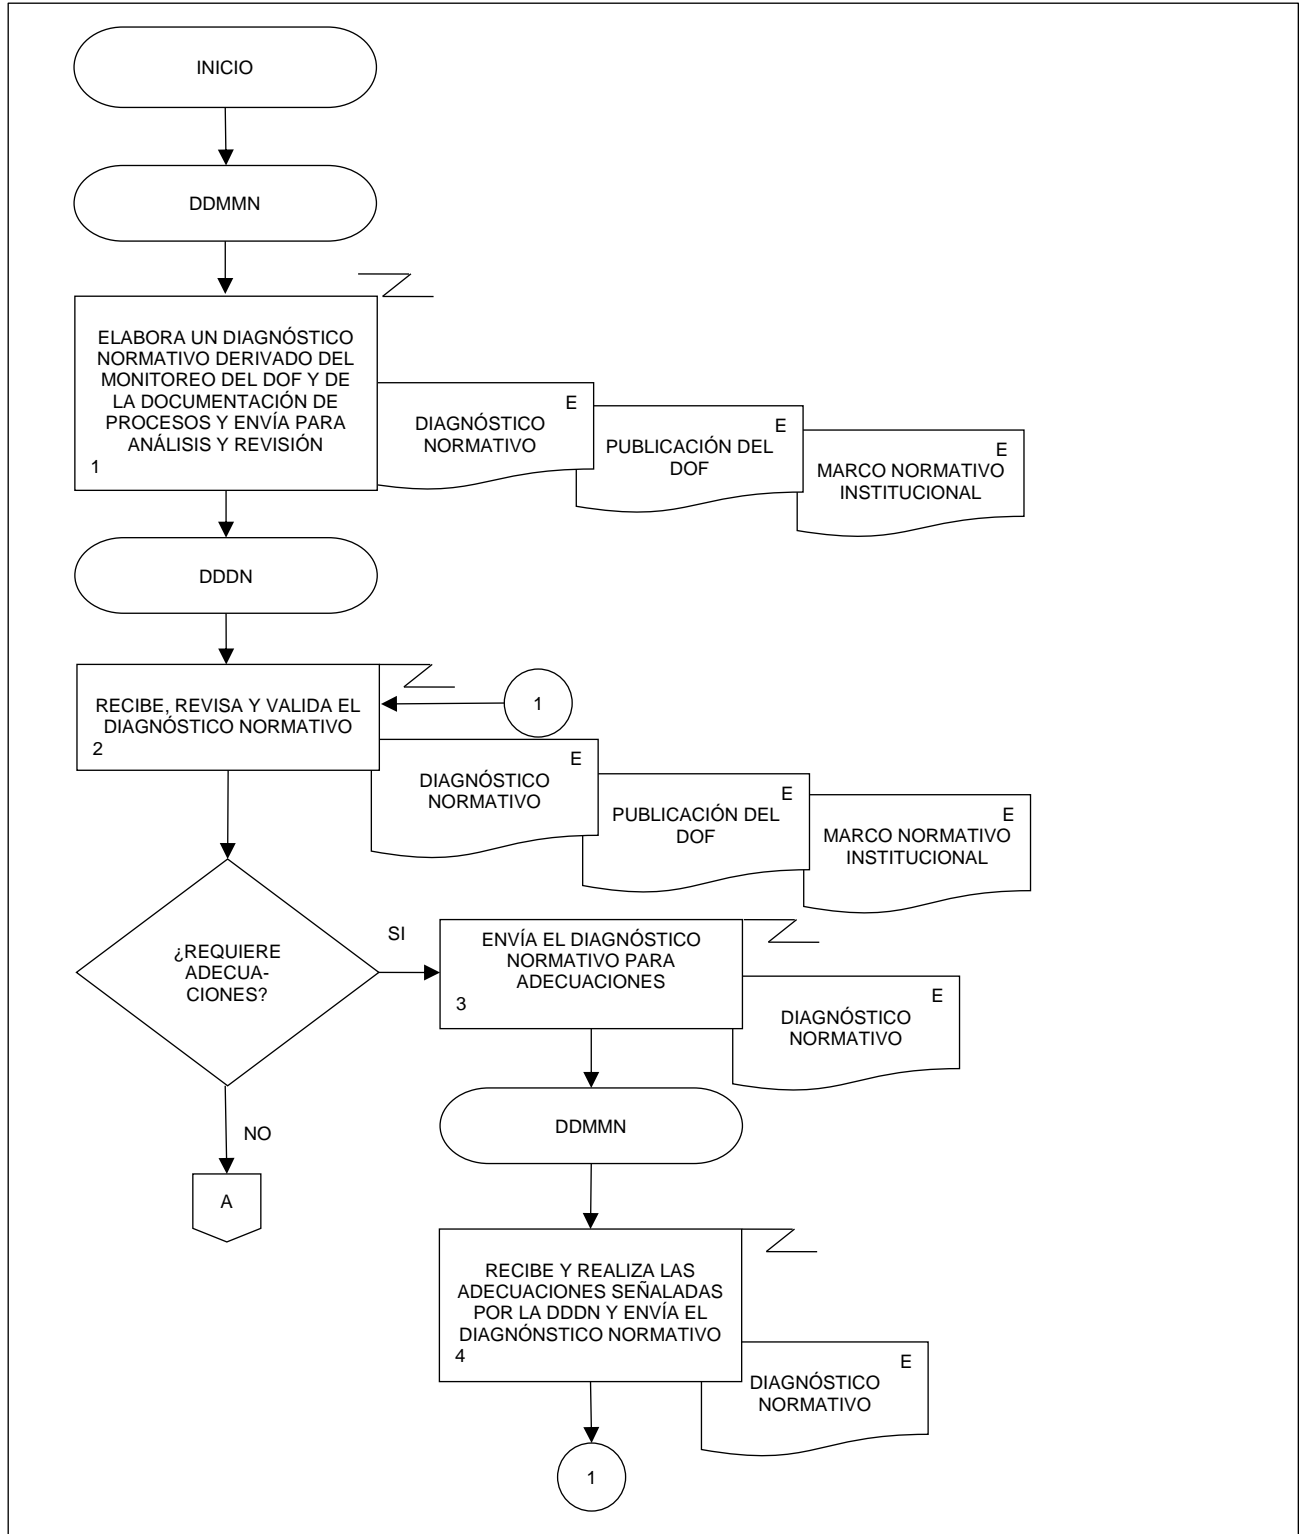 INICIO
DDMMN
ELABORA UN DIAGNÓSTICO
NORMATIVO DERIVADO DEL
MONITOREO DEL DOF Y DE
LA DOCUMENTACIÓN DE
PROCESOS Y ENVÍA PARA
ANÁLISIS Y REVISIÓN
1
E
DIAGNÓSTICO
NORMATIVO
E
PUBLICACIÓN DEL
DOF
E
MARCO NORMATIVO
INSTITUCIONAL
DDDN
RECIBE, REVISA Y VALIDA EL
DIAGNÓSTICO NORMATIVO
2
1
E
DIAGNÓSTICO
NORMATIVO
E
PUBLICACIÓN DEL
DOF
E
MARCO NORMATIVO
INSTITUCIONAL
¿REQUIERE
ADECUA-
CIONES?
SI
ENVÍA EL DIAGNÓSTICO
NORMATIVO PARA
ADECUACIONES
3
E
DIAGNÓSTICO
NORMATIVO
NO
A
DDMMN
RECIBE Y REALIZA LAS
ADECUACIONES SEÑALADAS
POR LA DDDN Y ENVÍA EL
DIAGNÓNSTICO NORMATIVO
4
E
DIAGNÓSTICO
NORMATIVO
1